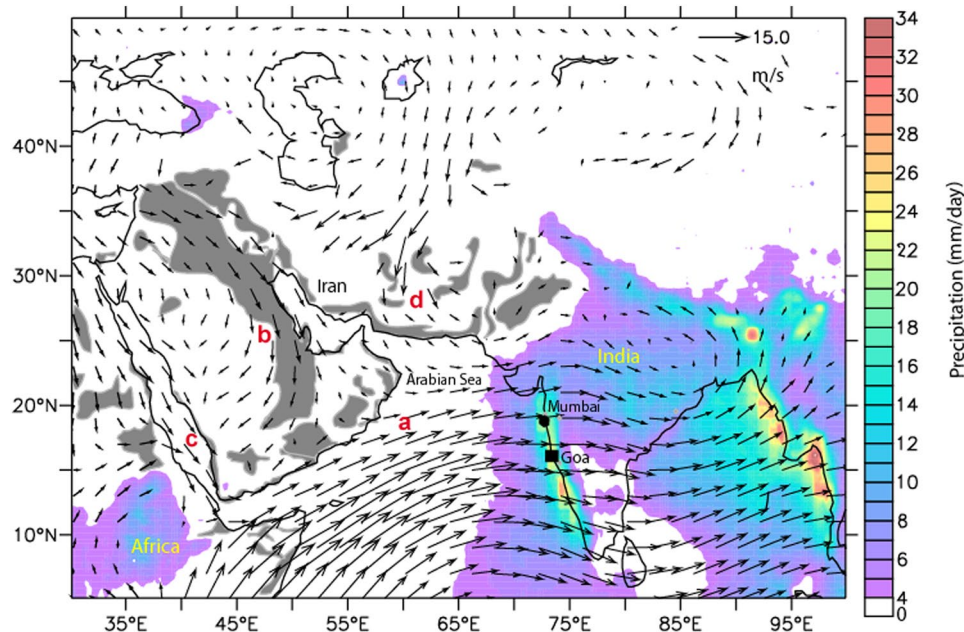 15.0
m/s
40°N
30°N
20°N
10°N
35°E
45°E
55°E
65°E
75°E
85°E
95°E
Iran
d
b
India
Arabian Sea
a
Mumbai
c
Goa
Africa
34
32
30
28
26
24
22
20
18
16
14
12
10
8
6
4
0
Precipitation (mm/day)